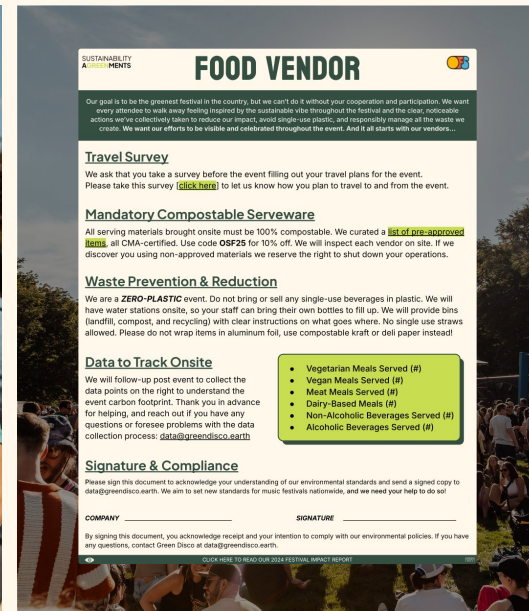 SUSTAINABILITY
AGREENMENTS
FOOD VENDOR
Our goal is to be the greenest festival in the country, but we can't do it without your cooperation and participation. We want
every attendee to walk away feeling inspired by the sustainable vibe throughout the festival and the clear, noticeable
actions we've collectively taken to reduce our impact, avoid single-use plastic, and responsibly manage all the waste we
create. We want our efforts to be visible and celebrated throughout the event. And it all starts with our vendors...
Travel Survey
We ask that you take a survey before the event filling out your travel plans for the event.
Please take this survey [click here] to let us know how you plan to travel to and from the event.
Mandatory Compostable Serveware
All serving materials brought onsite must be 100% compostable. We curated a list of pre-approved
items, all CMA-certified. Use code OSF25 for 10% off. We will inspect each vendor on site. If we
discover you using non-approved materials we reserve the right to shut down your operations.
Waste Prevention & Reduction
We are a ZERO-PLASTIC event. Do not bring or sell any single-use beverages in plastic. We will
have water stations onsite, so your staff can bring their own bottles to fill up. We will provide bins
(landfill, compost, and recycling) with clear instructions on what goes where. No single use straws
allowed. Please do not wrap items in aluminum foil, use compostable kraft or deli paper instead!
Data to Track Onsite
We will follow-up post event to collect the
data points on the right to understand the
event carbon footprint. Thank you in advance
for helping, and reach out if you have any
questions or foresee problems with the data
collection process: data@greendisco.earth
• Vegetarian Meals Served (#)
• Vegan Meals Served (#)
• Meat Meals Served (#)
• Dairy-Based Meals (#)
• Non-Alcoholic Beverages Served (#)
• Alcoholic Beverages Served (#)
Signature & Compliance
Please sign this document to acknowledge your understanding of our environmental standards and send a signed copy to
data@greendisco.earth. We aim to set new standards for music festivals nationwide, and we need your help to do so!
COMPANY SIGNATURE
By signing this document, you acknowledge receipt and your intention to comply with our environmental policies. If you have
any questions, contact Green Disco at data@greendisco.earth.
CLICK HERE TO READ OUR 2024 FESTIVAL IMPACT REPORT